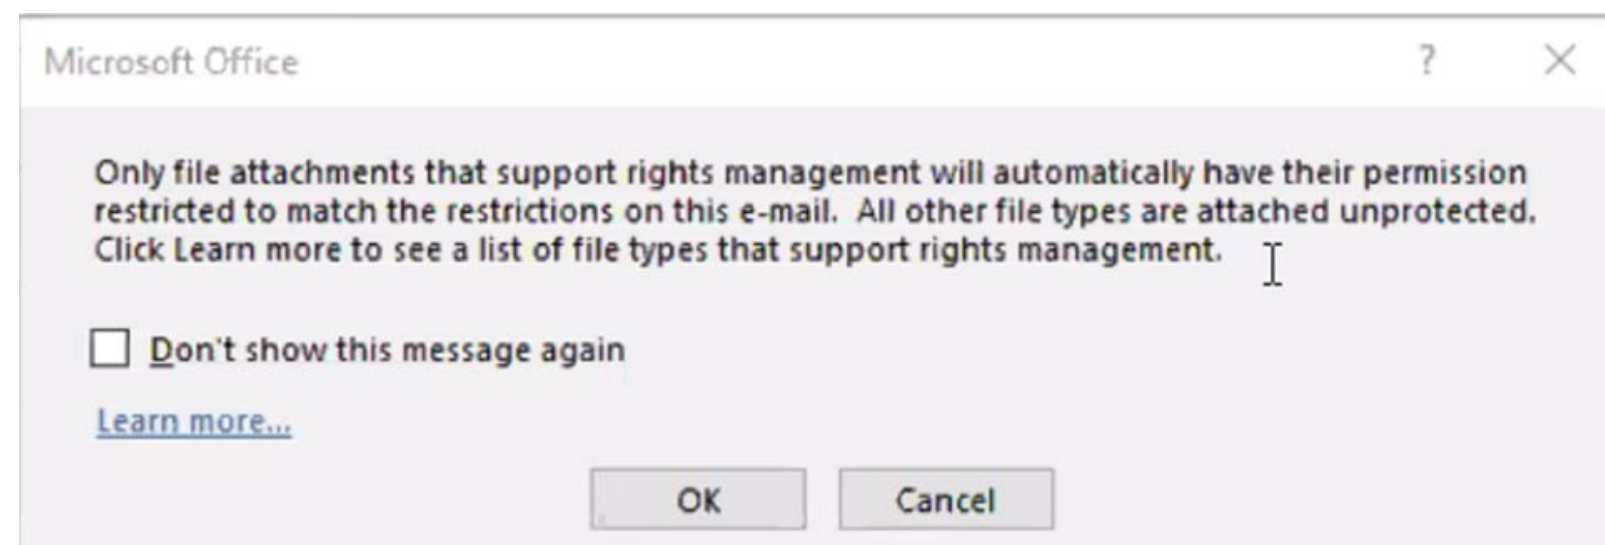 Microsoft Office
Only file attachments that support rights management will automatically have their permission
restricted to match the restrictions on this e-mail.  All other file types are attached unprotected.
Click Learn more to see a list of file types that support rights management.
Don't show this message again
Learn more...
OK Cancel